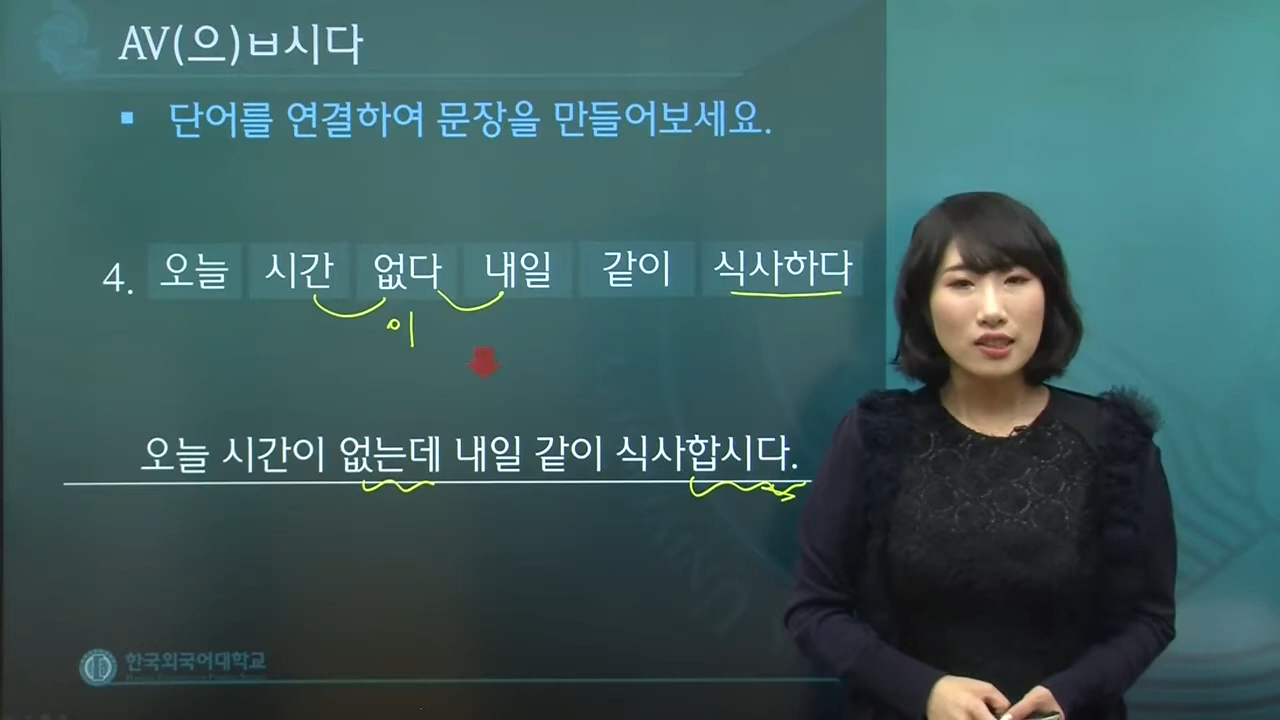 AV(으)ㅂ시다
▪ 단어를 연결하여 문장을 만들어보세요.
4. 오늘 시간 없다 내일 같이 식사하다
이
오늘 시간이 없는데 내일 같이 식사합시다.
한국외국어대학교